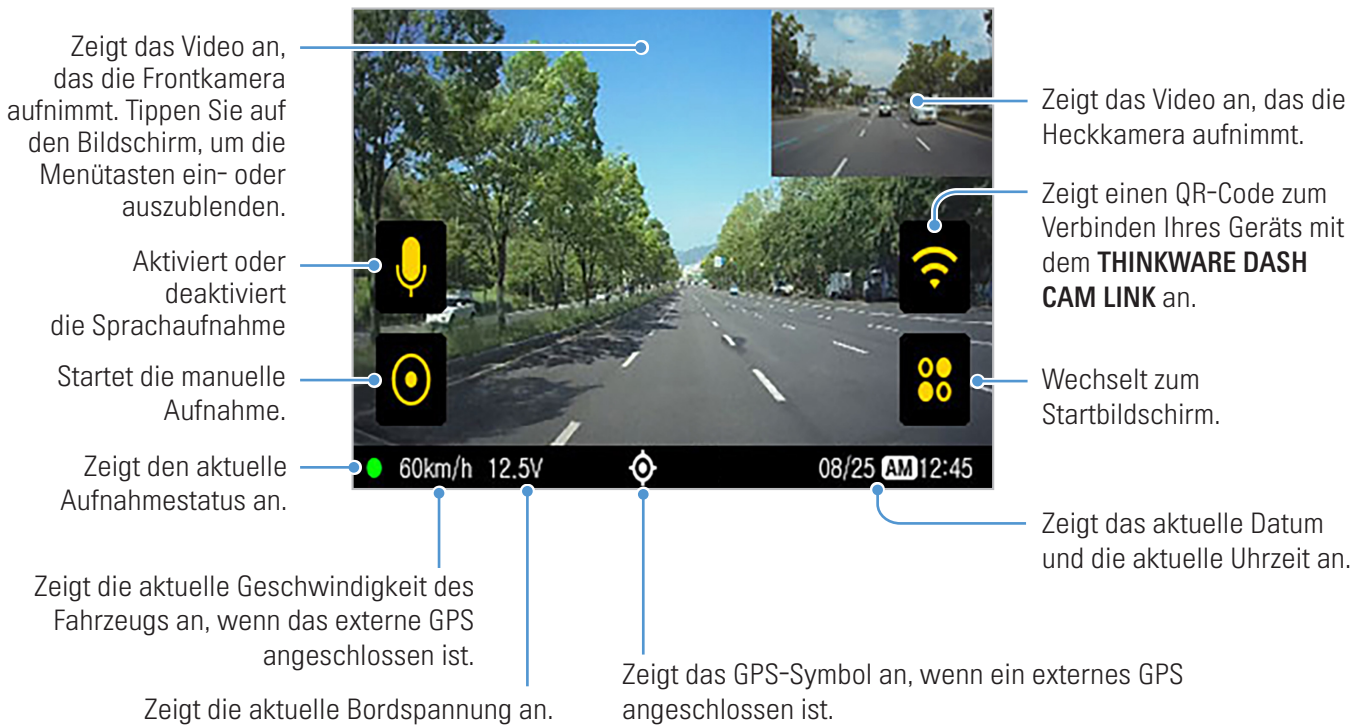 Zeigt das Video an,
das die Frontkamera
aufnimmt. Tippen Sie auf
den Bildschirm, um die
Menütasten ein- oder
auszublenden.
Aktiviert oder
deaktiviert
die Sprachaufnahme
Startet die manuelle
Aufnahme.
Zeigt den aktuelle
Aufnahmestatus an.
Zeigt das Video an, das die
Heckkamera aufnimmt.
Zeigt einen QR-Code zum
Verbinden Ihres Geräts mit
dem THINKWARE DASH
CAM LINK an.
Wechselt zum
Startbildschirm.
60km/h 12.5V 08/25 AM 12:45
Zeigt das aktuelle Datum
und die aktuelle Uhrzeit an.
Zeigt die aktuelle Geschwindigkeit des
Fahrzeugs an, wenn das externe GPS
angeschlossen ist.
Zeigt die aktuelle Bordspannung an.
Zeigt das GPS-Symbol an, wenn ein externes GPS
angeschlossen ist.